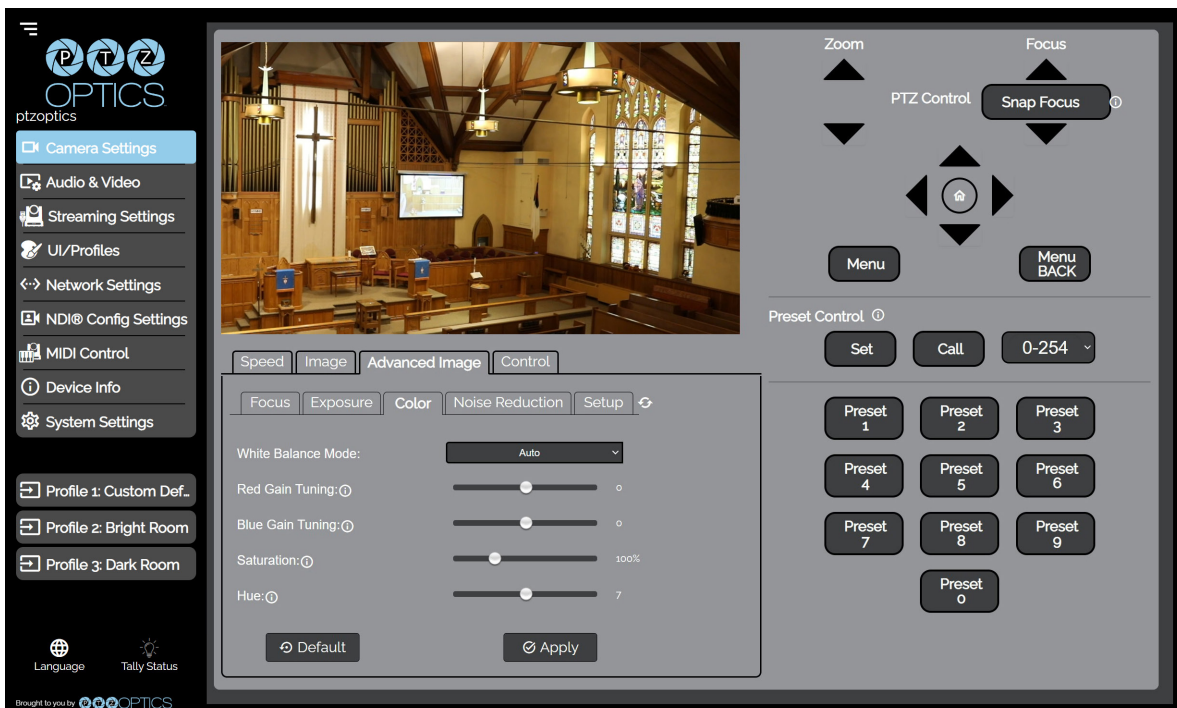 PTZ
OPTICS
ptzoptics
Camera Settings
Audio & Video
Streaming Settings
UI/Profiles
Network Settings
NDI® Config Settings
MIDI Control
Device Info
System Settings
Profile 1: Custom Def...
Profile 2: Bright Room
Profile 3: Dark Room
Language
Tally Status
Brought to you by PTZOPTICS
Speed
Image
Advanced Image
Control
Focus
Exposure
Color
Noise Reduction
Setup
White Balance Mode:
Auto
Red Gain Tuning:
0
Blue Gain Tuning:
0
Saturation:
100%
Hue:
7
Default
Apply
Zoom
Focus
PTZ Control
Snap Focus
Menu
Menu
BACK
Preset Control
Set
Call
0-254
Preset
1
Preset
2
Preset
3
Preset
4
Preset
5
Preset
6
Preset
7
Preset
8
Preset
9
Preset
0